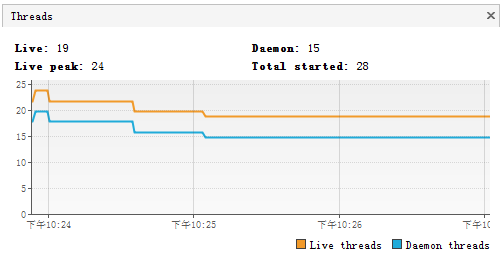 Threads
Live: 19 Daemon: 15
Live peak: 24 Total started: 28
25
20
15
10
5
0
下午10:24 下午10:25 下午10:26 下午10:
Live threads Daemon threads